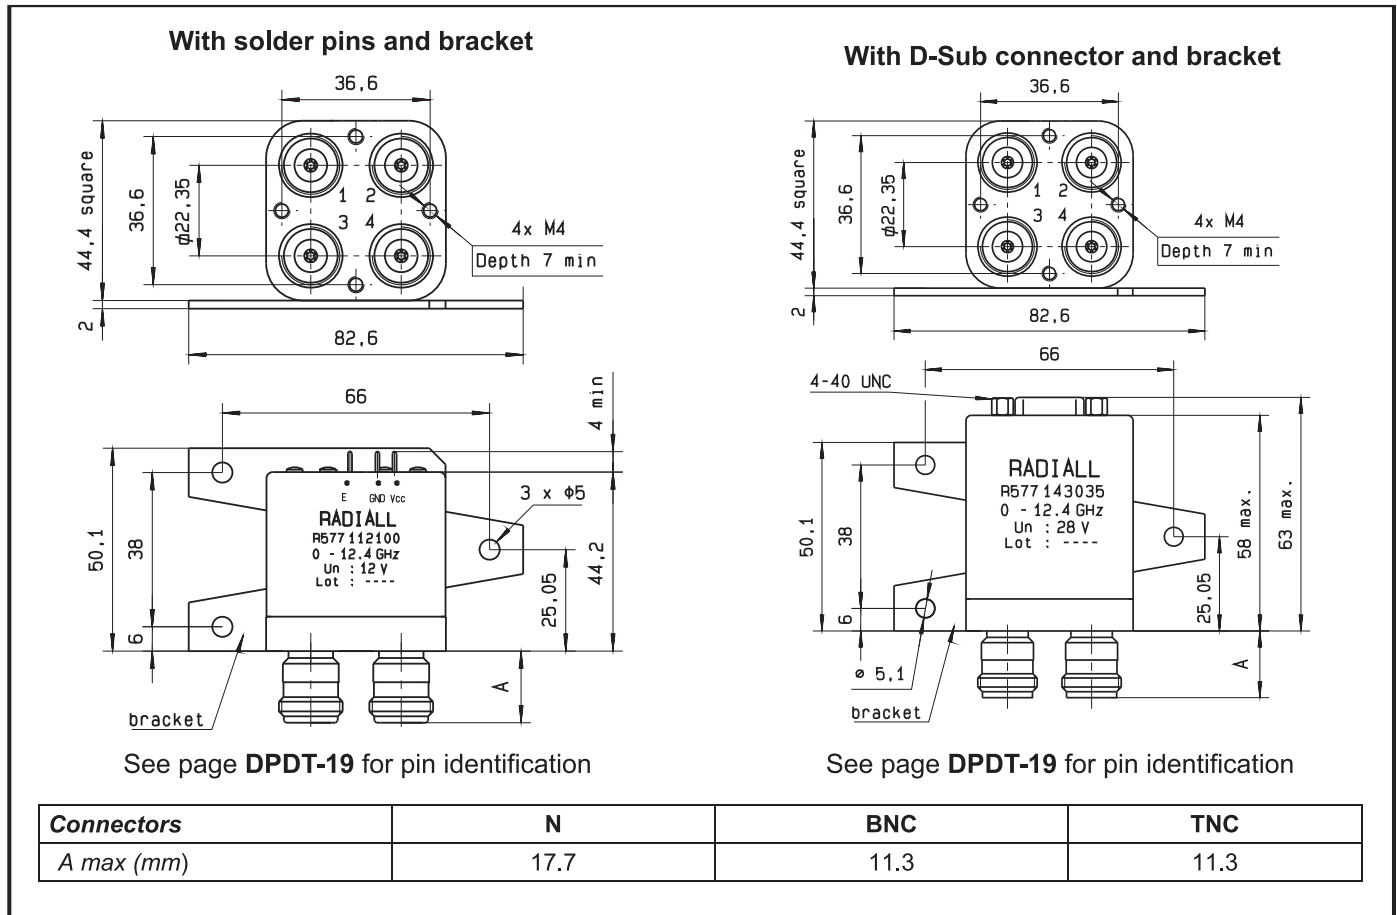 With solder pins and bracket
36,6
44,4 square
36,6
ϕ22,35
1 2
3 4
4x M4
Depth 7 min
2
82,6
66
4 min
50,1
38
6
E GND Vcc
RADIALL
R577112100
0 - 12.4 GHz
Un : 12 V
Lot : ----
3 x Φ5
25,05
44,2
A
bracket
See page DPDT-19 for pin identification
With D-Sub connector and bracket
36,6
44,4 square
36,6
ϕ22,35
1 2
3 4
4x M4
Depth 7 min
2
82,6
66
4-40 UNC
50,1
38
6
RADIALL
R577143035
0 - 12.4 GHz
Un : 28 V
Lot : ----
25,05
58 max.
63 max.
A
ø 5,1
bracket
See page DPDT-19 for pin identification
Connectors N BNC TNC
A max (mm) 17.7 11.3 11.3